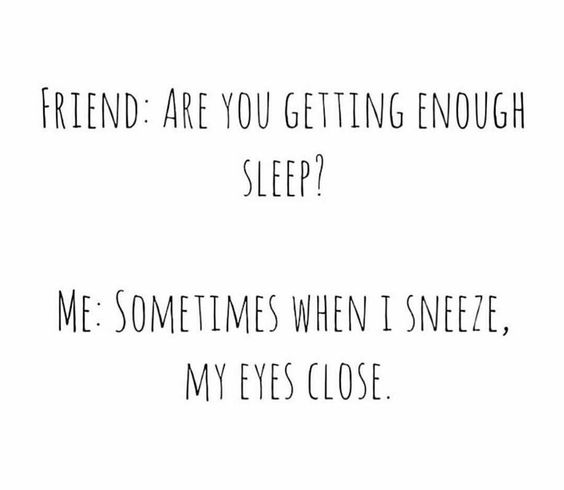 FRIEND: ARE YOU GETTING ENOUGH
SLEEP?
ME: SOMETIMES WHEN I SNEEZE,
MY EYES CLOSE.